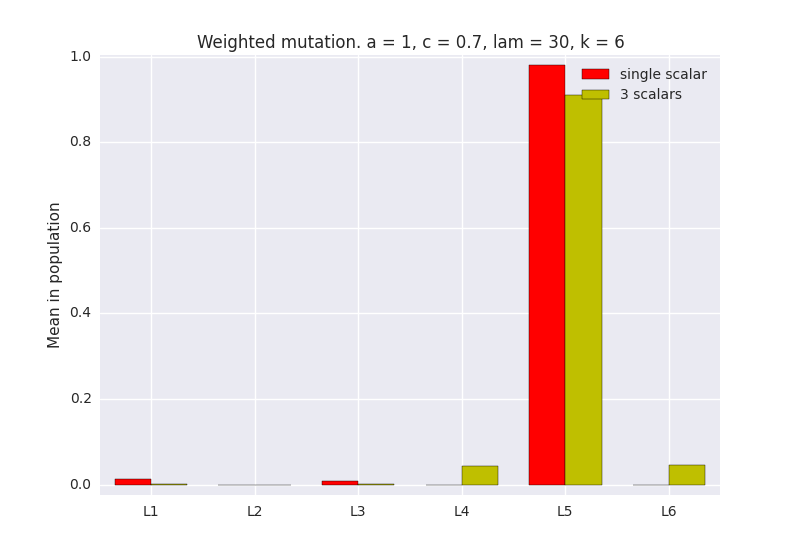 Weighted mutation. a = 1, c = 0.7, lam = 30, k = 6
single scalar
3 scalars
Mean in population
1.0
0.8
0.6
0.4
0.2
0.0
L1 L2 L3 L4 L5 L6